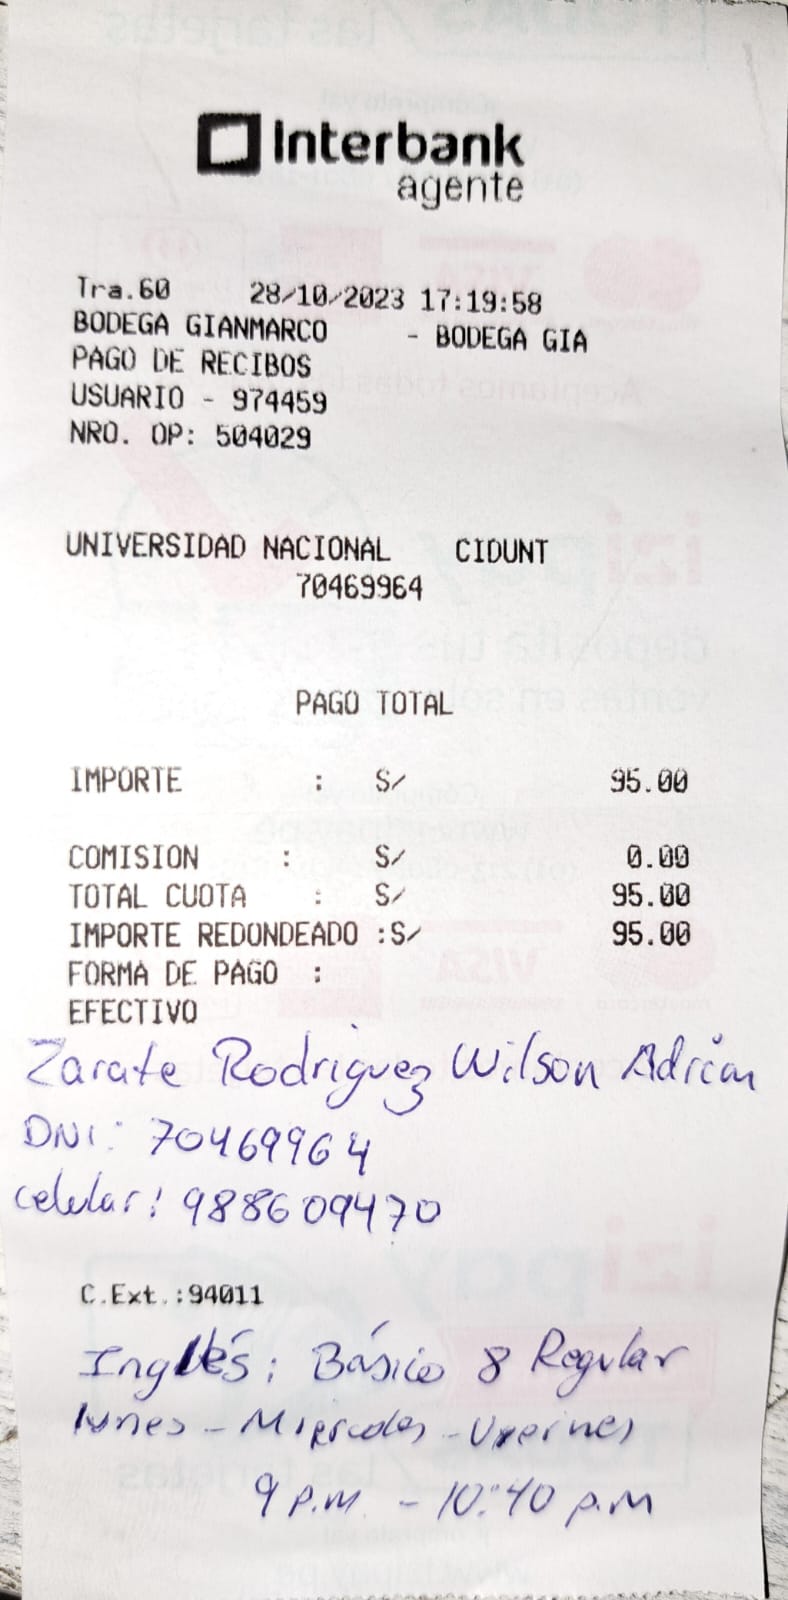 Interbank
agente
Tra.60 28/10/2023 17:19:58
BODEGA GIANMARCO - BODEGA GIA
PAGO DE RECIBOS
USUARIO - 974459
NRO. OP: 504029
UNIVERSIDAD NACIONAL CIDUNT
70469964
PAGO TOTAL
IMPORTE : S/ 95.00
COMISION : S/ 0.00
TOTAL CUOTA : S/ 95.00
IMPORTE REDONDEADO :S/ 95.00
FORMA DE PAGO :
EFECTIVO
Zarate Rodriguez Wilson Adrián
DNI: 70469964
celular: 988609470
C.Ext.:94011
Inglés: Básico 8 Regular
lunes - Miercoles - Viernes
9 p.m. - 10:40 p.m